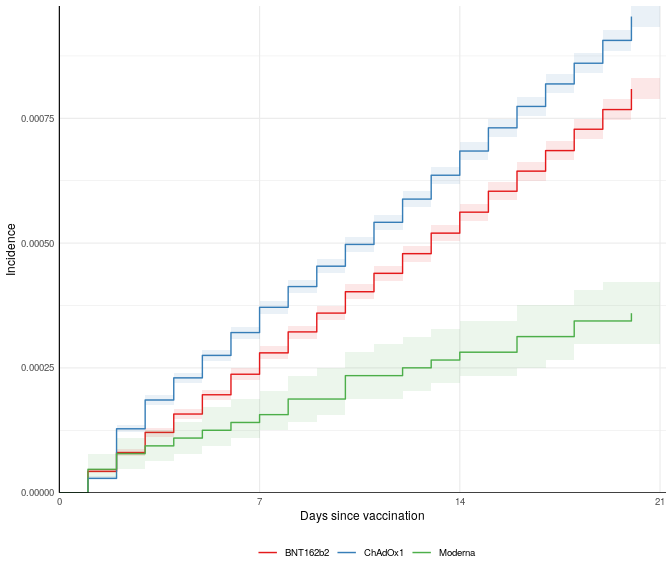 Incidence
0.00075
0.00050
0.00025
0.00000
0 7 14 21
Days since vaccination
BNT162b2 ChAdOx1 Moderna